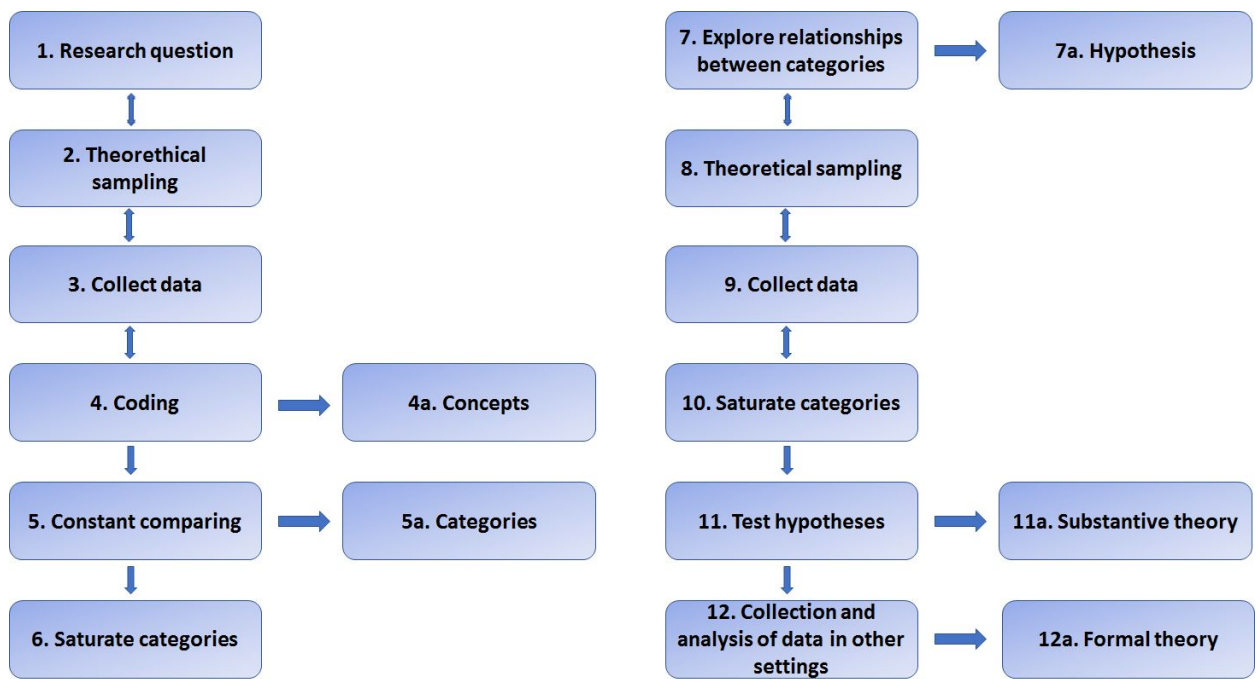 1. Research question
2. Theorethical
sampling
3. Collect data
4. Coding
4a. Concepts
5. Constant comparing
5a. Categories
6. Saturate categories
7. Explore relationships
between categories
7a. Hypothesis
8. Theoretical sampling
9. Collect data
10. Saturate categories
11. Test hypotheses
11a. Substantive theory
12. Collection and
analysis of data in other
settings
12a. Formal theory